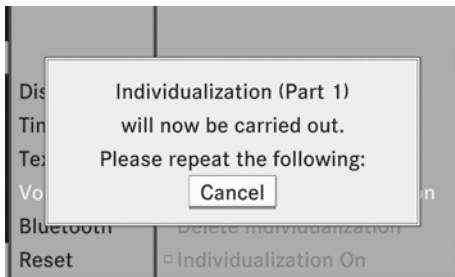 Individualization (Part 1)
will now be carried out.
Please repeat the following:
Cancel
Bluetooth
Delete Individualization
Reset
Individualization On